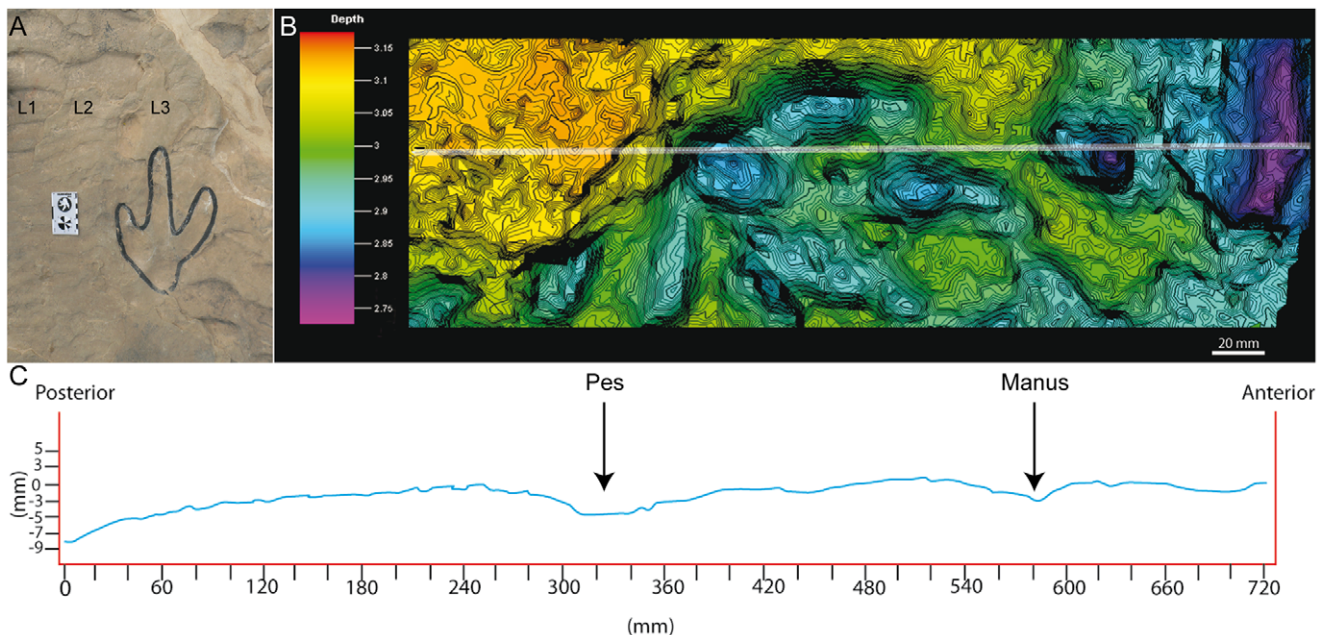 A
L1 L2 L3
B
Depth
3.15
3.1
3.05
3
2.95
2.9
2.85
2.8
2.75
20 mm
C
Posterior
Pes
Manus
Anterior
5
3
0
-3
-5
-7
-9
(mm)
0 60 120 180 240 300 360 420 480 540 600 660 720
(mm)